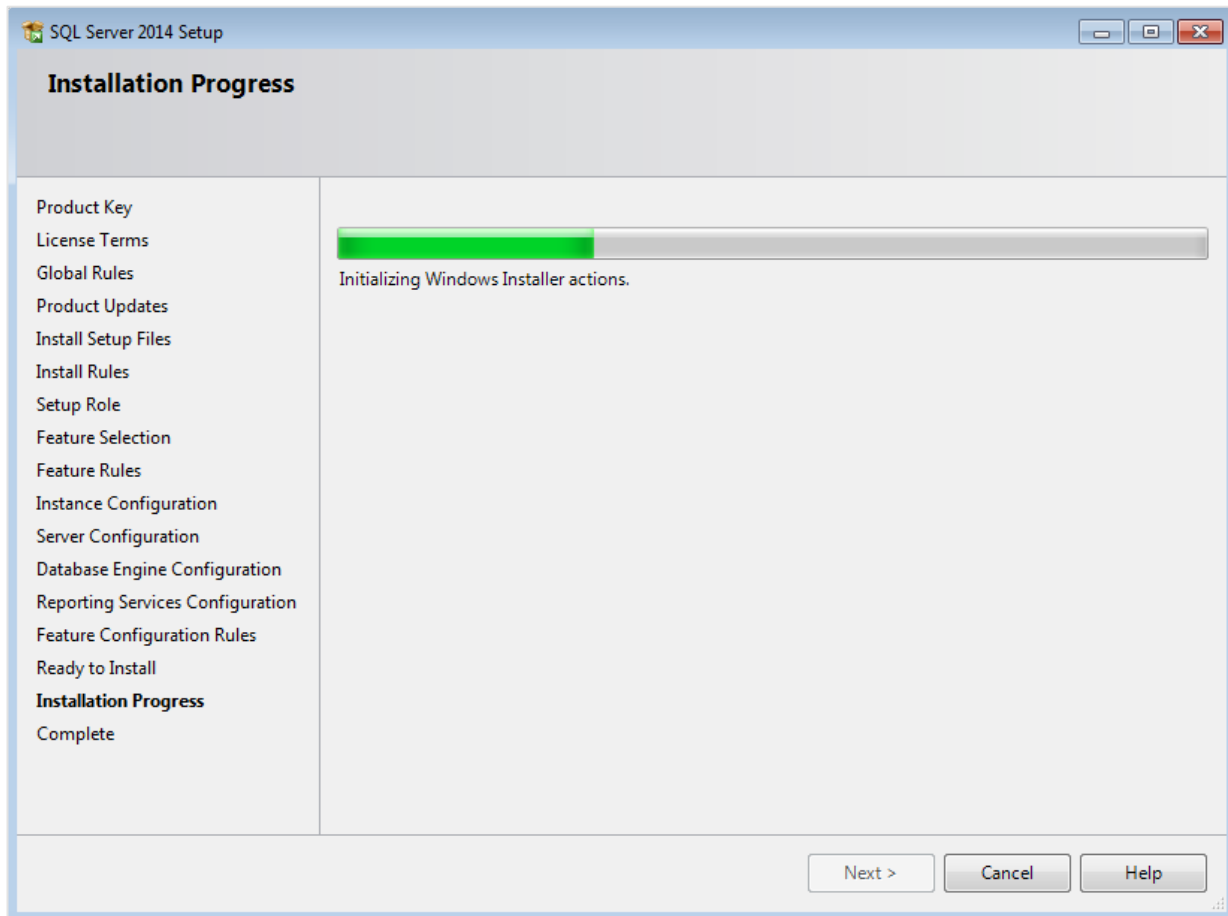 SQL Server 2014 Setup
Installation Progress
Product Key
License Terms
Global Rules
Product Updates
Install Setup Files
Install Rules
Setup Role
Feature Selection
Feature Rules
Instance Configuration
Server Configuration
Database Engine Configuration
Reporting Services Configuration
Feature Configuration Rules
Ready to Install
Installation Progress
Complete
Initializing Windows Installer actions.
Next >
Cancel
Help